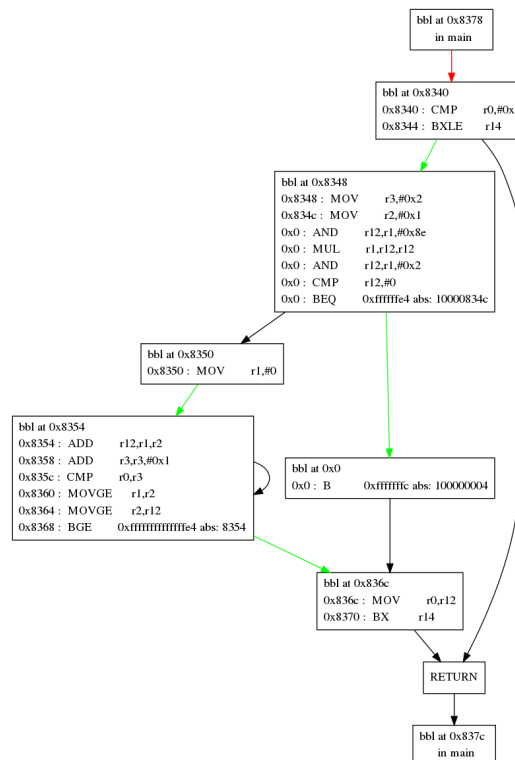 bbl at 0x8378
in main
bbl at 0x8340
0x8340 : CMP r0,#0x
0x8344 : BXLE r14
bbl at 0x8348
0x8348 : MOV r3,#0x2
0x834c : MOV r2,#0x1
0x0 : AND r12,r1,#0x8e
0x0 : MUL r1,r12,r12
0x0 : AND r12,r1,#0x2
0x0 : CMP r12,#0
0x0 : BEQ 0xffffffe4 abs: 10000834c
bbl at 0x8350
0x8350 : MOV r1,#0
bbl at 0x8354
0x8354 : ADD r12,r1,r2
0x8358 : ADD r3,r3,#0x1
0x835c : CMP r0,r3
0x8360 : MOVGE r1,r2
0x8364 : MOVGE r2,r12
0x8368 : BGE 0xffffffffffffffe4 abs: 8354
bbl at 0x0
0x0 : B 0xfffffffc abs: 100000004
bbl at 0x836c
0x836c : MOV r0,r12
0x8370 : BX r14
RETURN
bbl at 0x837c
in main